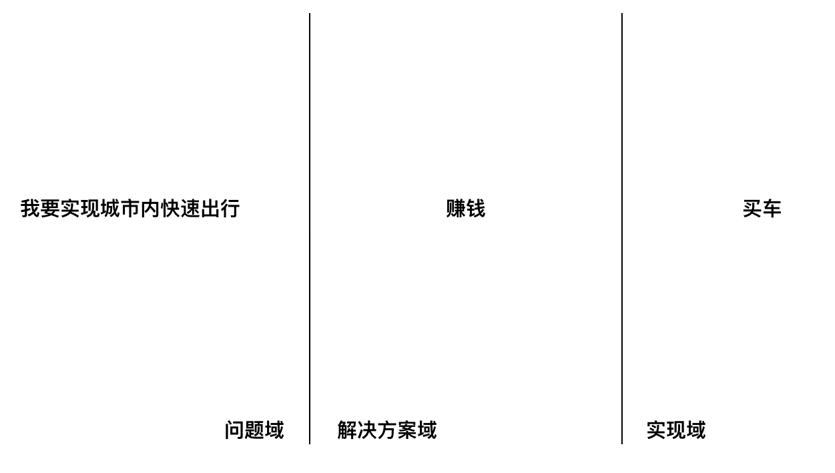 我要实现城市内快速出行
赚钱
买车
问题域
解决方案域
实现域